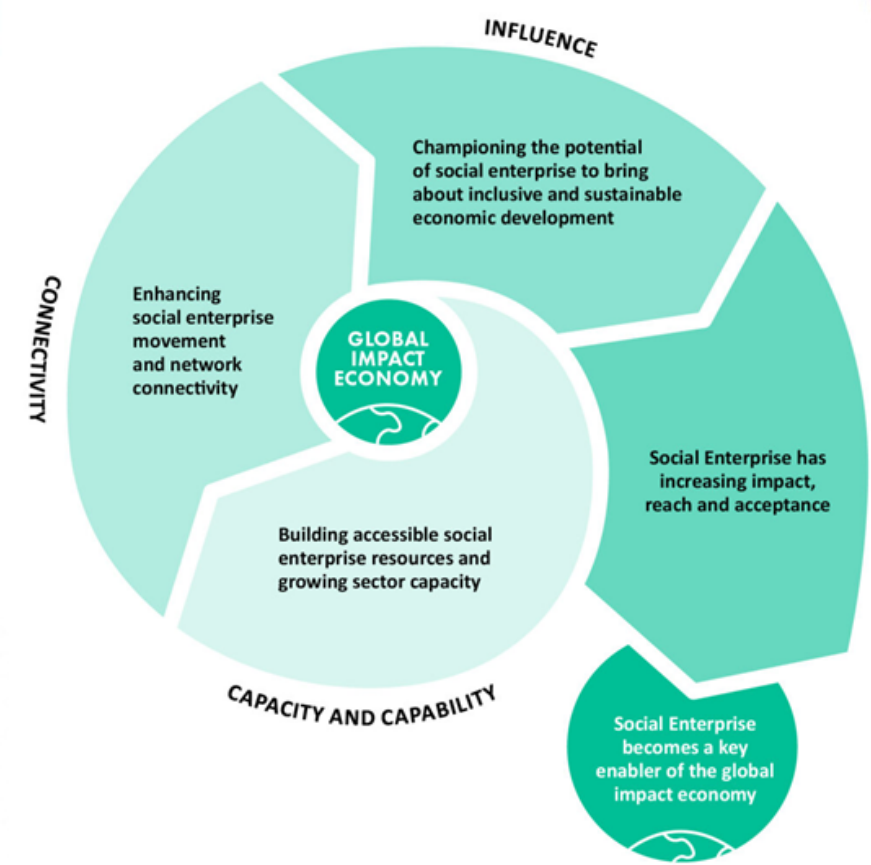 INFLUENCE
Championing the potential
of social enterprise to bring
about inclusive and sustainable
economic development
CONNECTIVITY
Enhancing
social enterprise
movement
and network
connectivity
GLOBAL
IMPACT
ECONOMY
Social Enterprise has
increasing impact,
reach and acceptance
Building accessible social
enterprise resources and
growing sector capacity
CAPACITY AND CAPABILITY
Social Enterprise
becomes a key
enabler of the global
impact economy